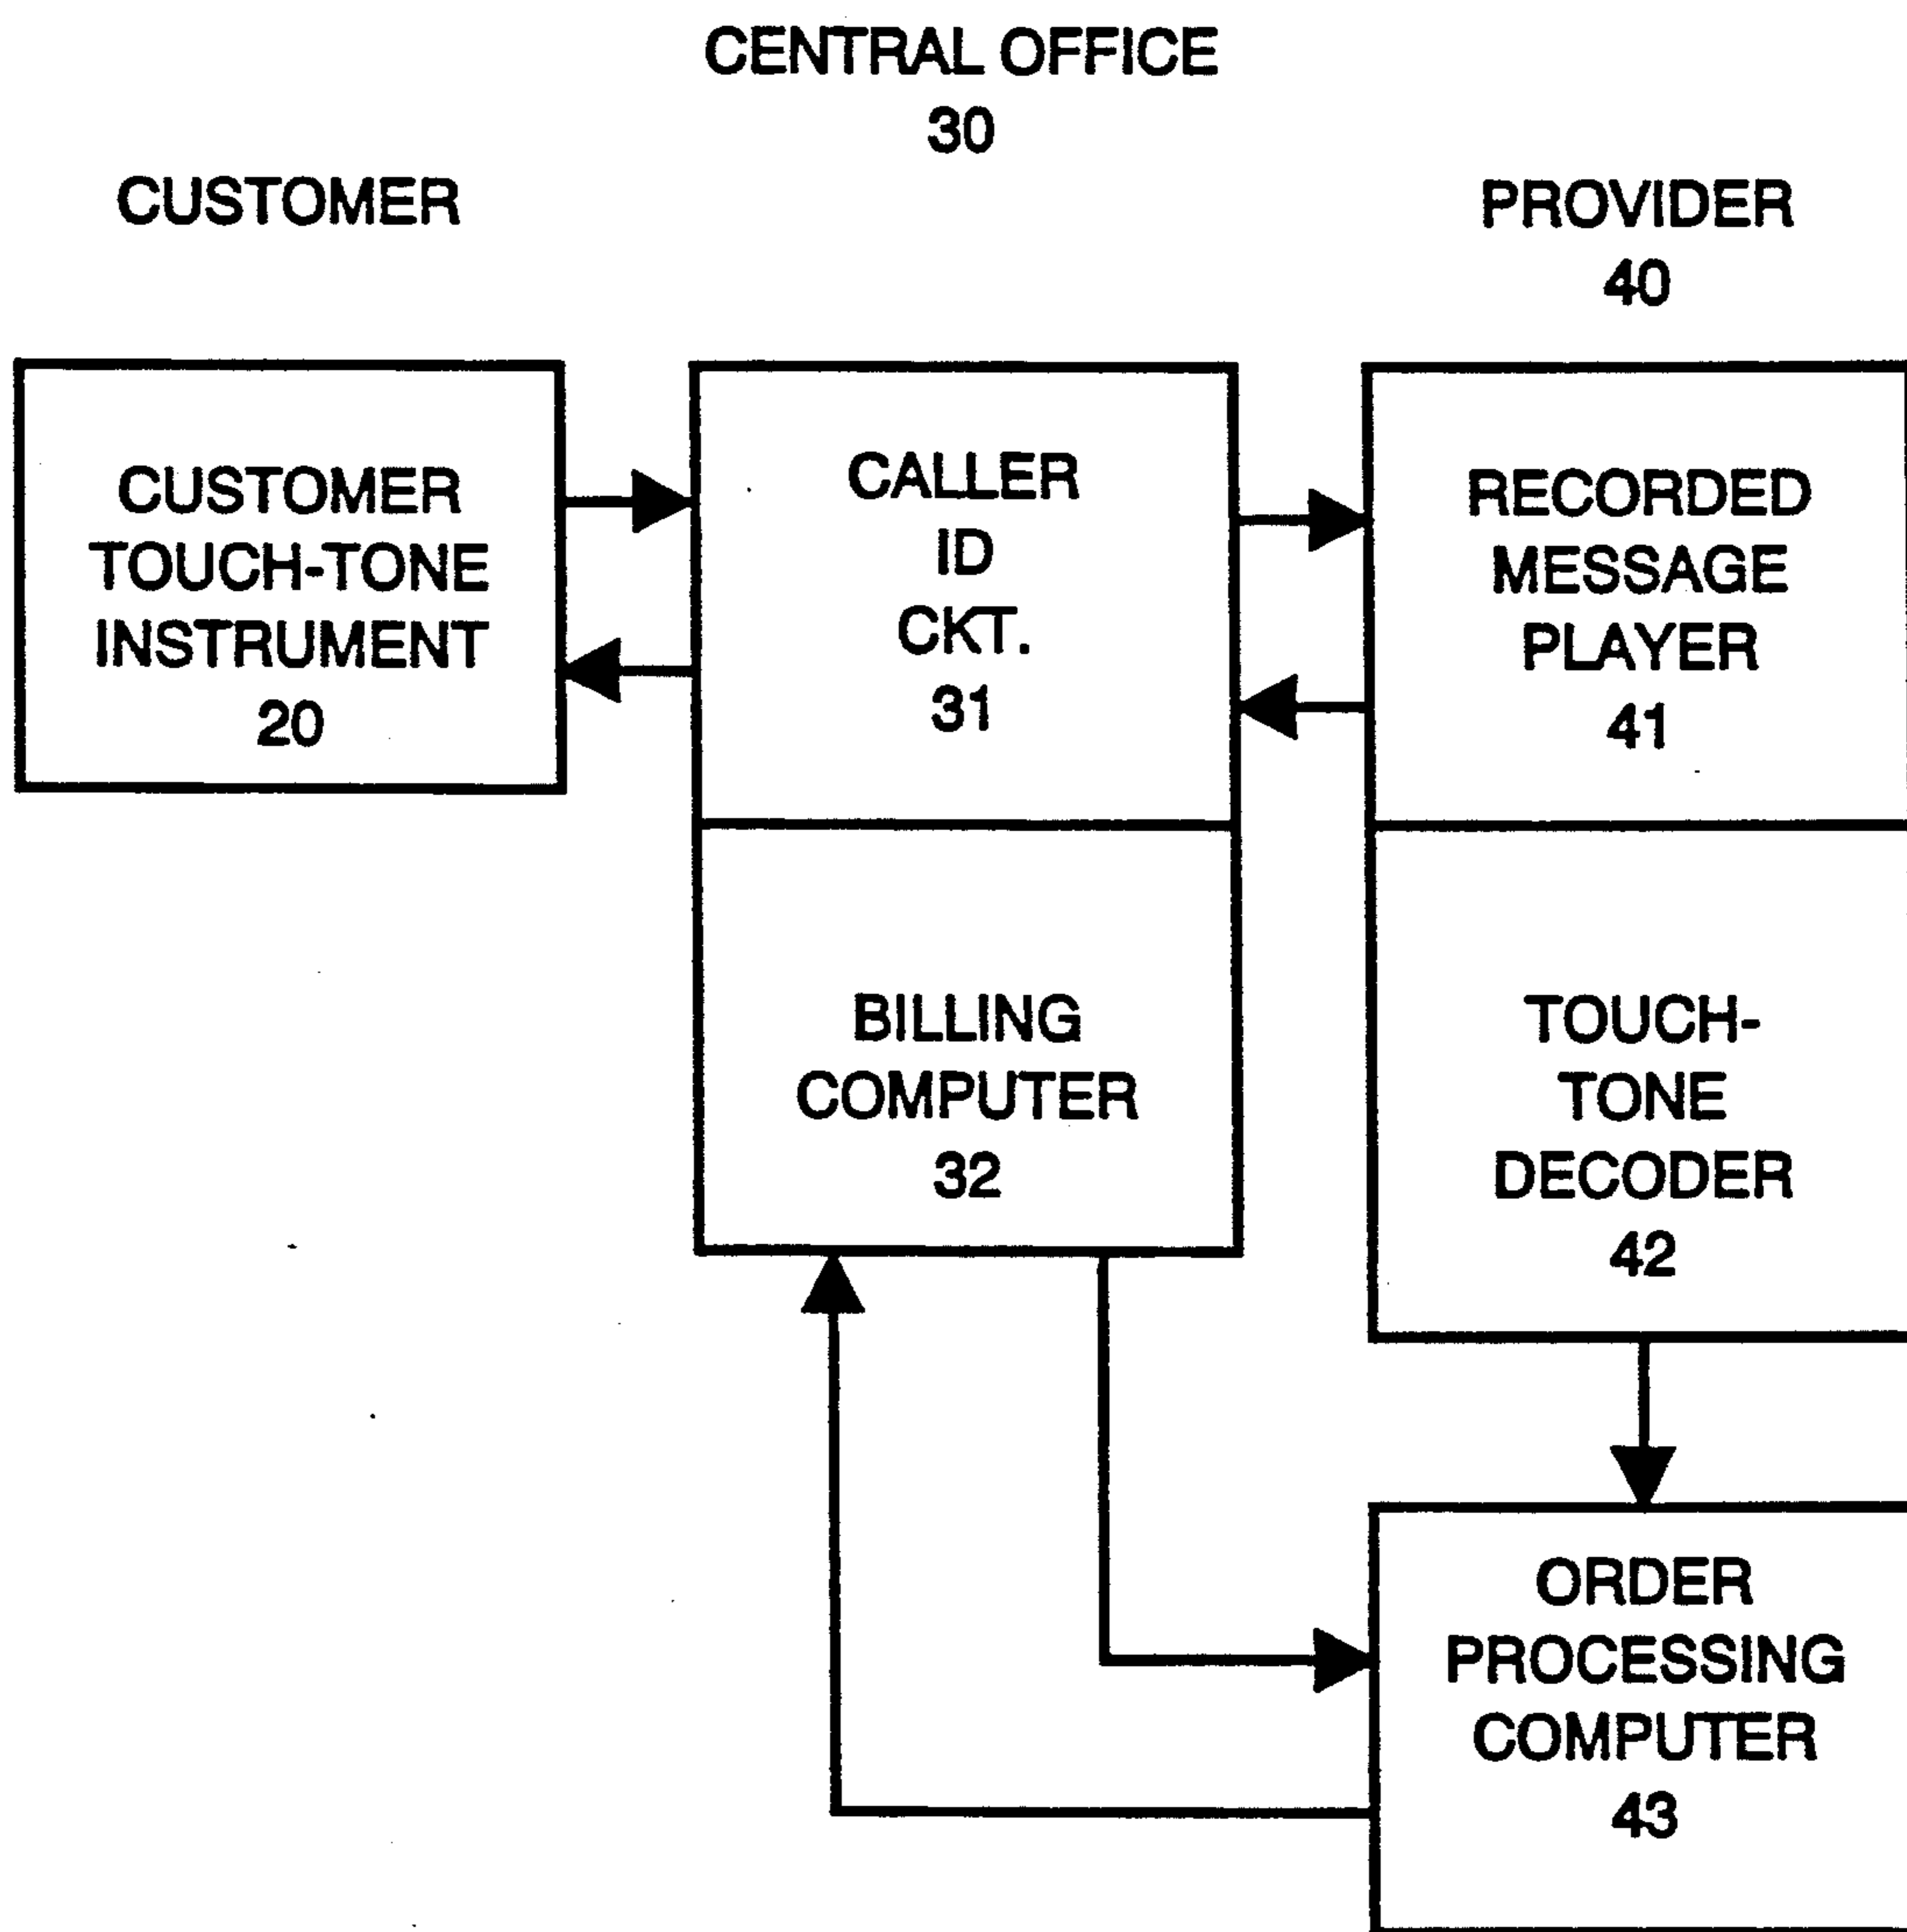 CENTRAL OFFICE
30
CUSTOMER
PROVIDER
40
CUSTOMER
TOUCH-TONE
INSTRUMENT
20
CALLER
ID
CKT.
31
RECORDED
MESSAGE
PLAYER
41
BILLING
COMPUTER
32
TOUCH-
TONE
DECODER
42
ORDER
PROCESSING
COMPUTER
43